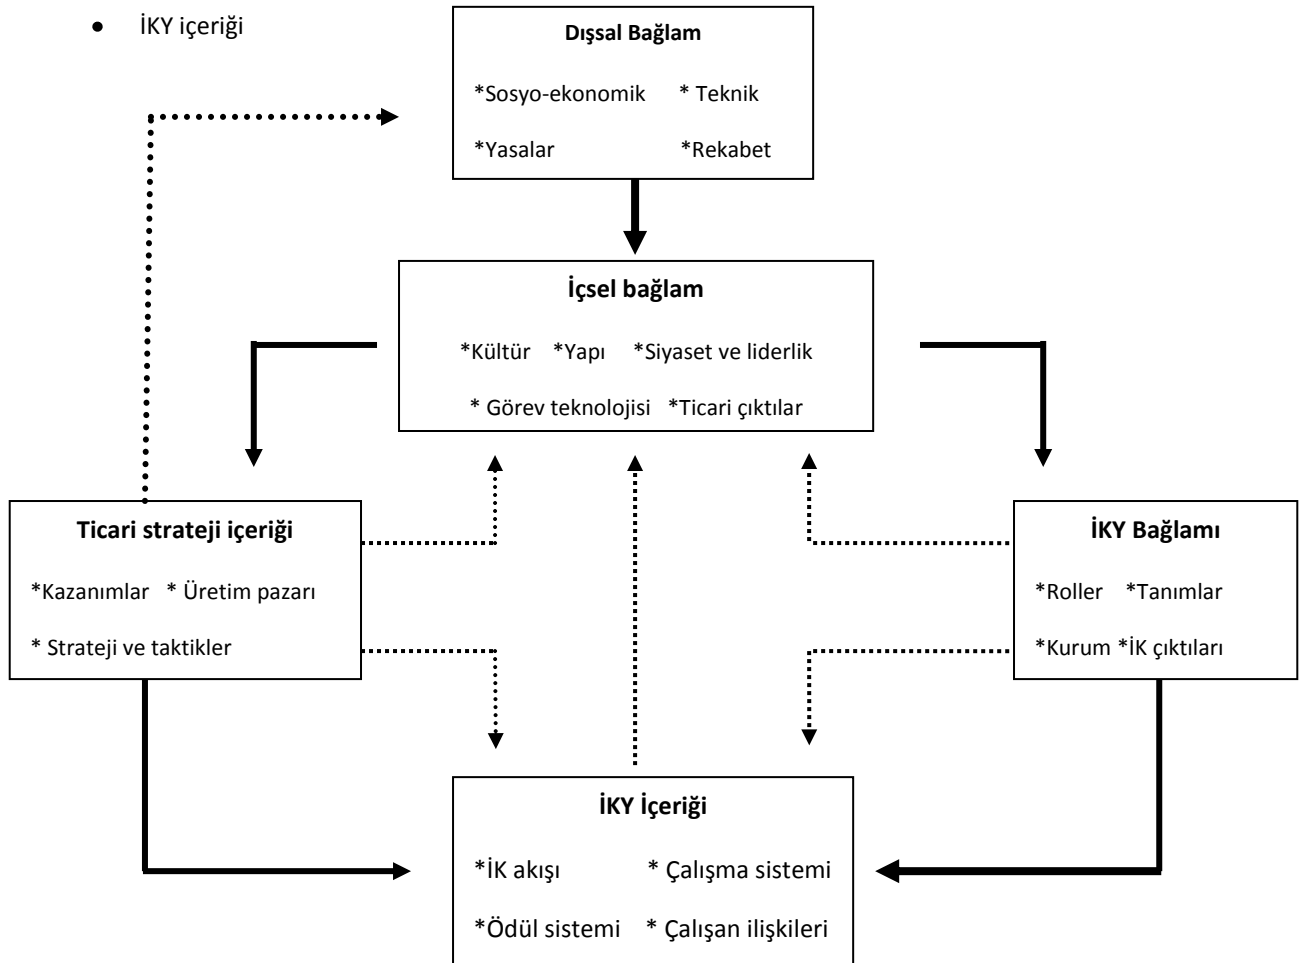 ● İKY içeriği
Dışsal Bağlam
*Sosyo-ekonomik * Teknik
*Yasalar *Rekabet
İçsel bağlam
*Kültür *Yapı *Siyaset ve liderlik
* Görev teknolojisi *Ticari çıktılar
Ticari strateji içeriği
*Kazanımlar * Üretim pazarı
* Strateji ve taktikler
İKY Bağlamı
*Roller *Tanımlar
*Kurum *İK çıktıları
İKY İçeriği
*İK akışı * Çalışma sistemi
*Ödül sistemi * Çalışan ilişkileri